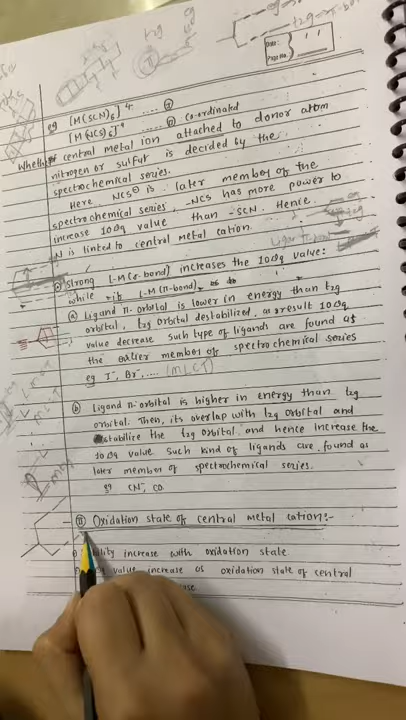 Date:
Page No.:
eg [M(SCN)6]4- .....
[M(NCS)6]4- .....
Whether central metal ion attached to donor atom
co-ordinated
nitrogen or sulfur is decided by the
spectrochemical series.
Here, NCS⊖ is later member of the
spectrochemical series, -NCS has more power to
increase 10Dq value than -SCN. Hence
N is linked to central metal cation.
Strong L-M (σ-bond) increases the 10Dq value:
while L-M (π-bond)
(a) Ligand π-orbital is lower in energy than t2g
orbital, t2g orbital destabilized, as result 10Dq
value decrease such type of ligands are found as
the earlier member of spectrochemical series
eg I-, Br-, .... (MLCT)
(b) Ligand π-orbital is higher in energy than t2g
orbital. Then, its overlap with t2g orbital and
stabilize the t2g orbital, and hence increase the
10Dq value. Such kind of ligands are found as
later member of spectrochemical series.
eg CN-, CO.
Oxidation state of central metal cation:-
increase with oxidation state
value increase as oxidation state of central